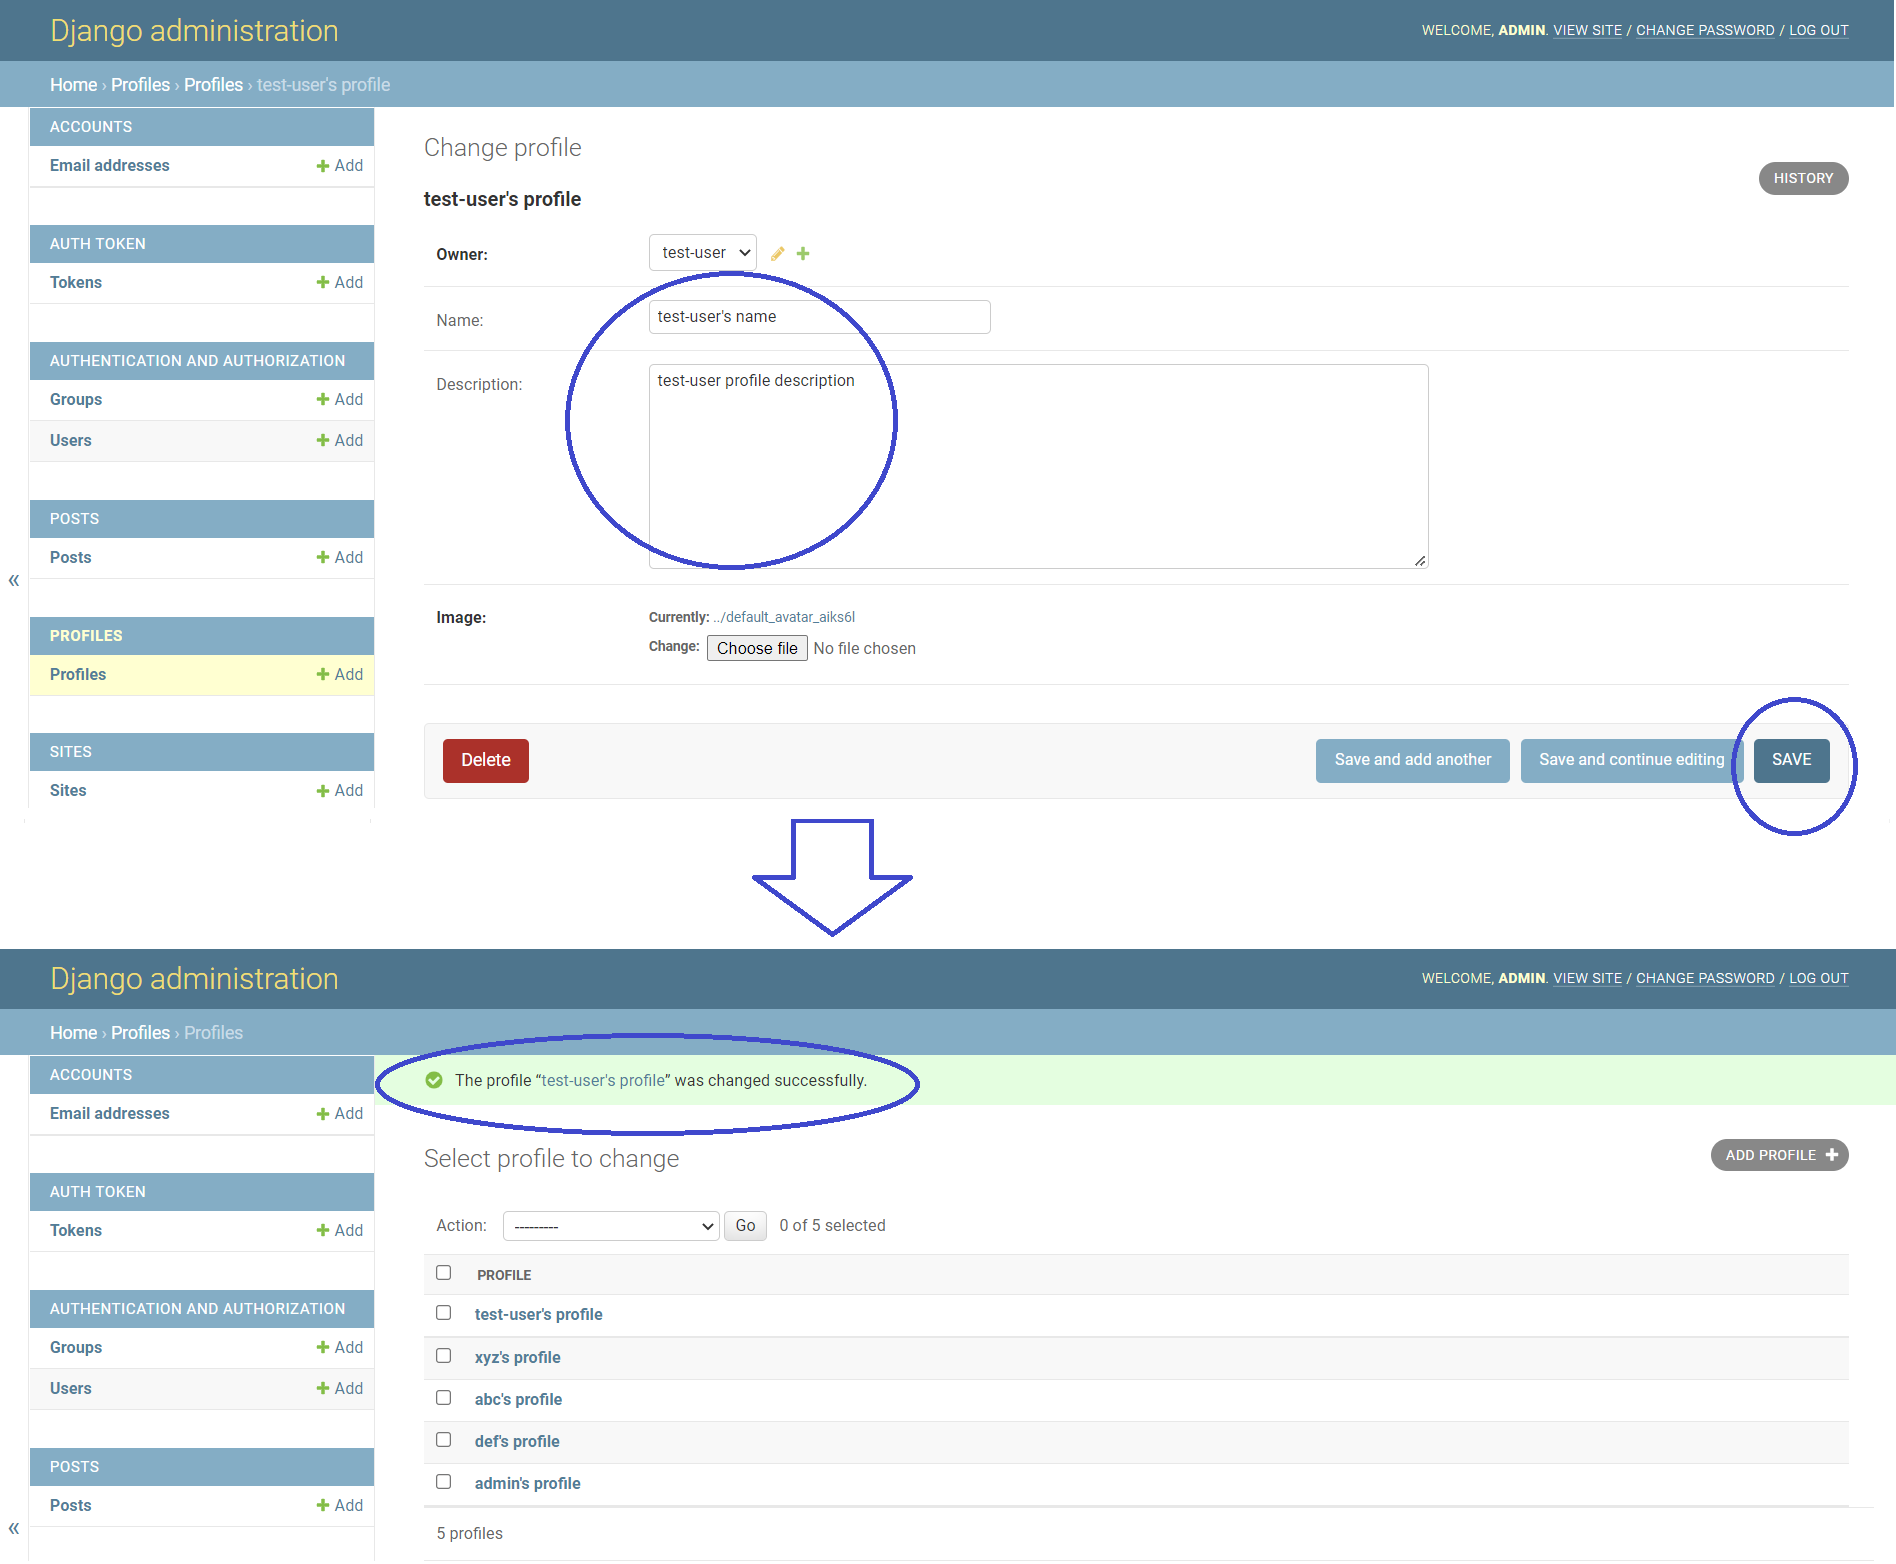 Django administration
WELCOME, ADMIN. VIEW SITE / CHANGE PASSWORD / LOG OUT
Home › Profiles › Profiles › test-user's profile
ACCOUNTS
Email addresses + Add
AUTH TOKEN
Tokens + Add
AUTHENTICATION AND AUTHORIZATION
Groups + Add
Users + Add
POSTS
Posts + Add
«
PROFILES
Profiles + Add
SITES
Sites + Add
Change profile
HISTORY
test-user's profile
Owner: test-user
Name: test-user's name
Description: test-user profile description
Image: Currently: ../default_avatar_aiks6l
Change: Choose file No file chosen
Delete Save and add another Save and continue editing SAVE
Django administration
WELCOME, ADMIN. VIEW SITE / CHANGE PASSWORD / LOG OUT
Home › Profiles › Profiles
ACCOUNTS
Email addresses + Add
AUTH TOKEN
Tokens + Add
AUTHENTICATION AND AUTHORIZATION
Groups + Add
Users + Add
POSTS
Posts + Add
«
The profile “test-user's profile” was changed successfully.
Select profile to change
ADD PROFILE +
Action: --------- Go 0 of 5 selected
PROFILE
test-user's profile
xyz's profile
abc's profile
def's profile
admin's profile
5 profiles